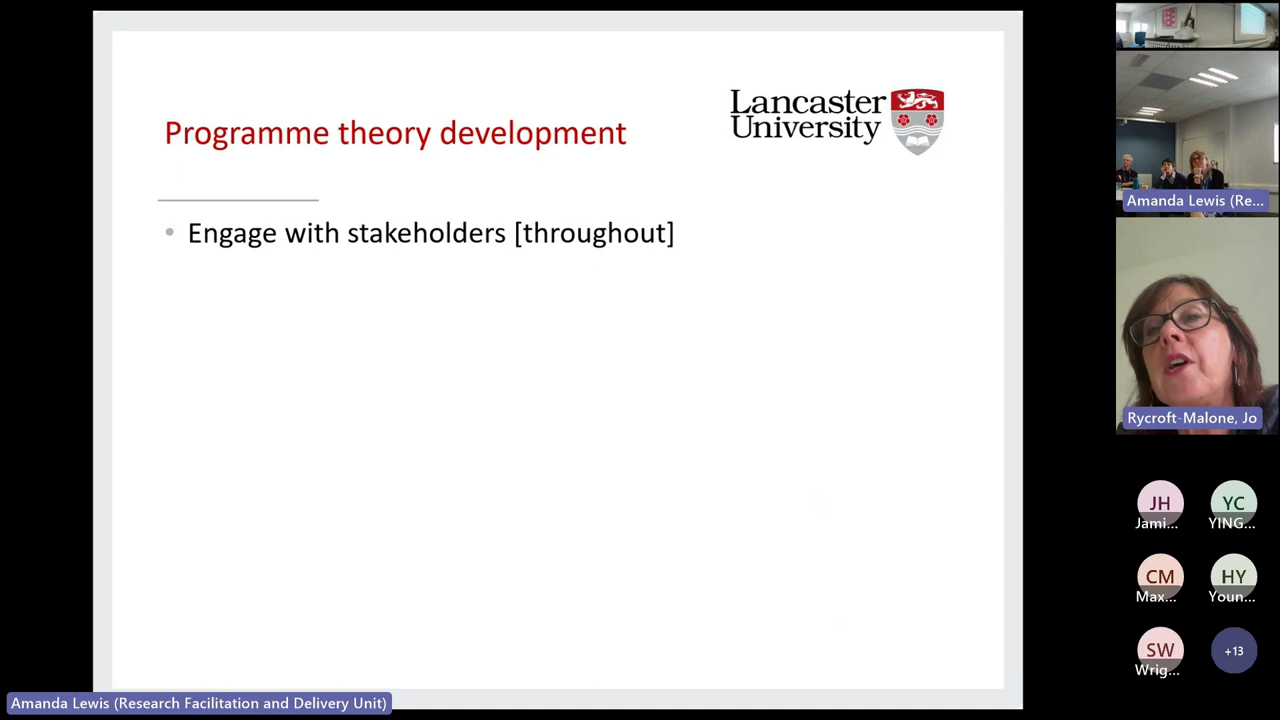 Programme theory development
Lancaster
University
• Engage with stakeholders [throughout]
Amanda Lewis (Re...
Rycroft-Malone, Jo
JH
YC
Jami...
YING...
CM
HY
Max...
Youn...
SW
+13
Wrig...
Amanda Lewis (Research Facilitation and Delivery Unit)